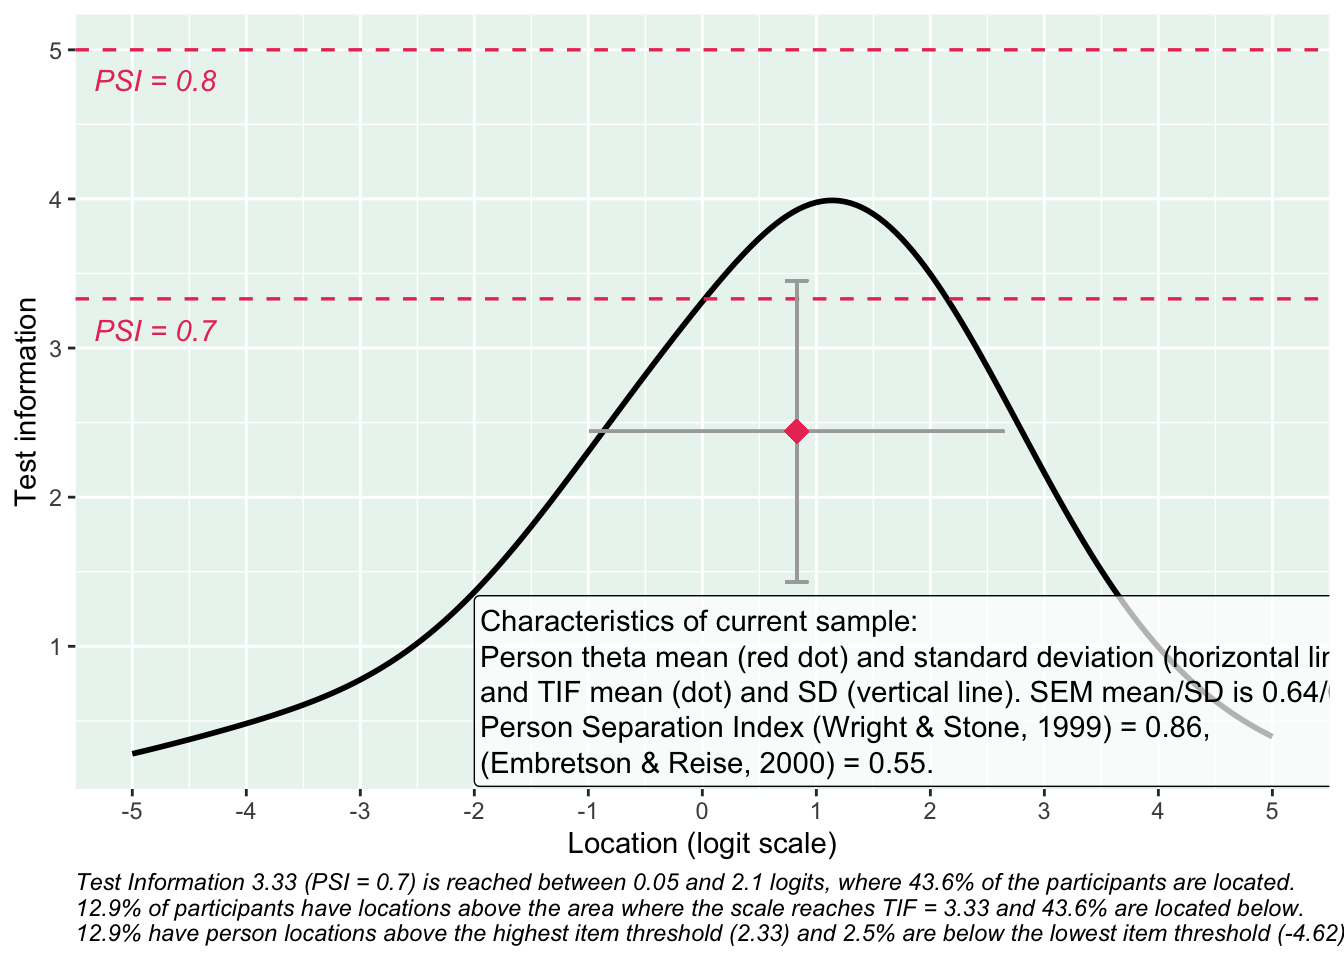 5
PSI = 0.8
4
PSI = 0.7
3
2
1
Test information
Characteristics of current sample:
Person theta mean (red dot) and standard deviation (horizontal
and TIF mean (dot) and SD (vertical line). SEM mean/SD is 0.64/
Person Separation Index (Wright & Stone, 1999) = 0.86,
(Embretson & Reise, 2000) = 0.55.
-5 -4 -3 -2 -1 0 1 2 3 4 5
Location (logit scale)
Test Information 3.33 (PSI = 0.7) is reached between 0.05 and 2.1 logits, where 43.6% of the participants are located.
12.9% of participants have locations above the area where the scale reaches TIF = 3.33 and 43.6% are located below.
12.9% have person locations above the highest item threshold (2.33) and 2.5% are below the lowest item threshold (-4.62)